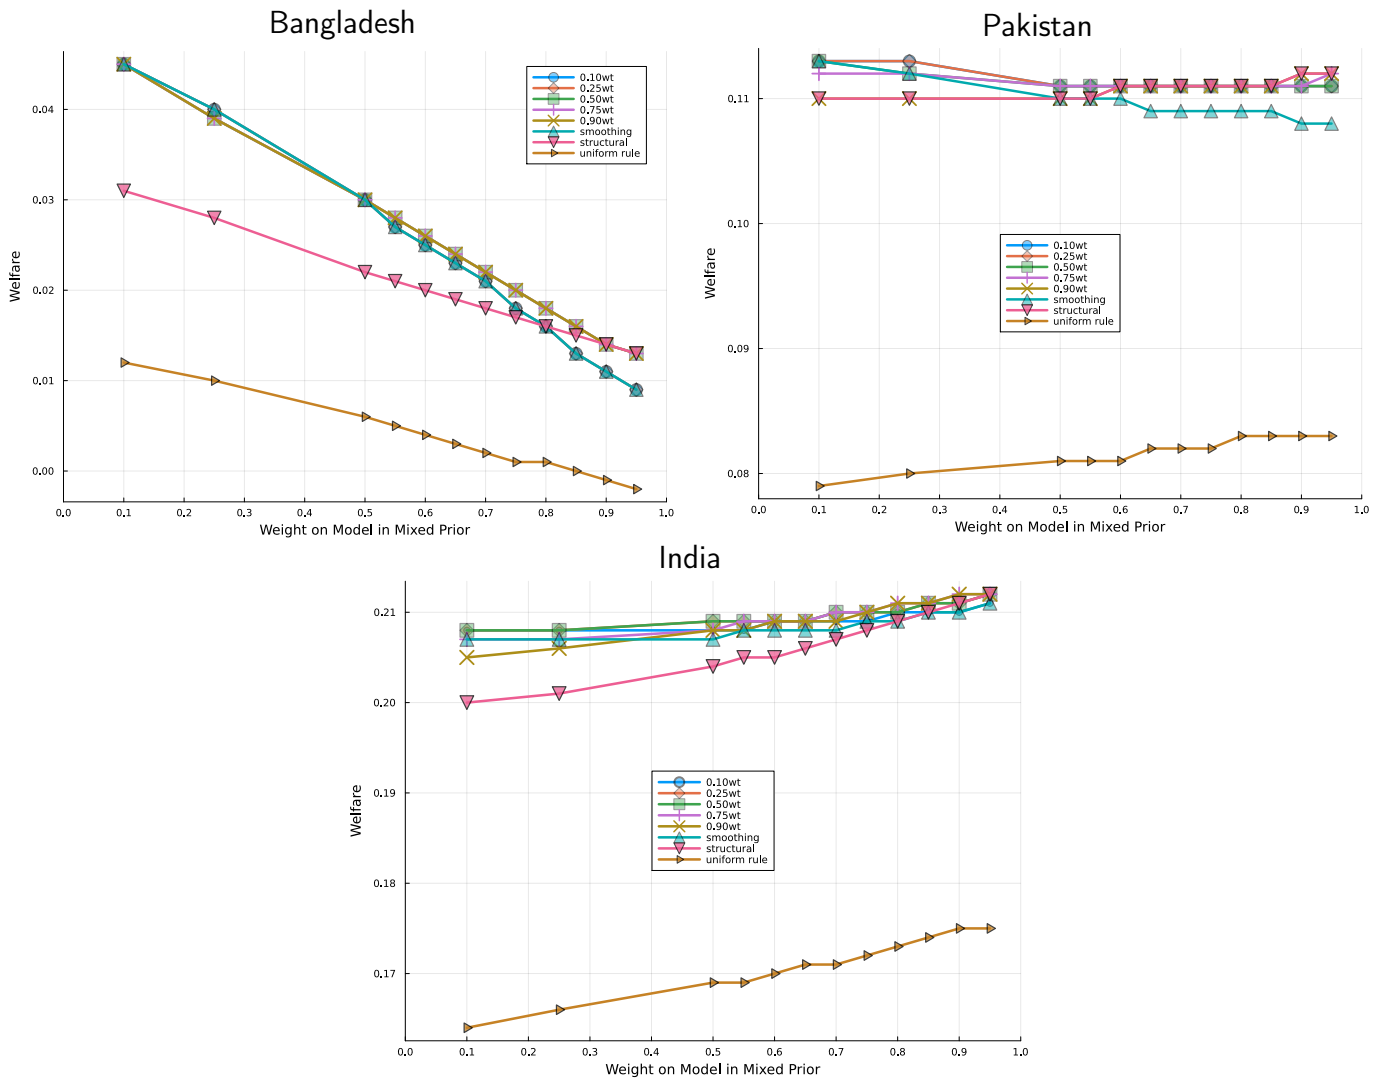 Bangladesh
0.04
0.03
0.02
0.01
0.00
Welfare
0.0 0.1 0.2 0.3 0.4 0.5 0.6 0.7 0.8 0.9 1.0
Weight on Model in Mixed Prior
0.10wt
0.25wt
0.50wt
0.75wt
0.90wt
smoothing
structural
uniform rule
Pakistan
0.11
0.10
0.09
0.08
Welfare
0.0 0.1 0.2 0.3 0.4 0.5 0.6 0.7 0.8 0.9 1.0
Weight on Model in Mixed Prior
0.10wt
0.25wt
0.50wt
0.75wt
0.90wt
smoothing
structural
uniform rule
India
0.21
0.20
0.19
0.18
0.17
Welfare
0.0 0.1 0.2 0.3 0.4 0.5 0.6 0.7 0.8 0.9 1.0
Weight on Model in Mixed Prior
0.10wt
0.25wt
0.50wt
0.75wt
0.90wt
smoothing
structural
uniform rule